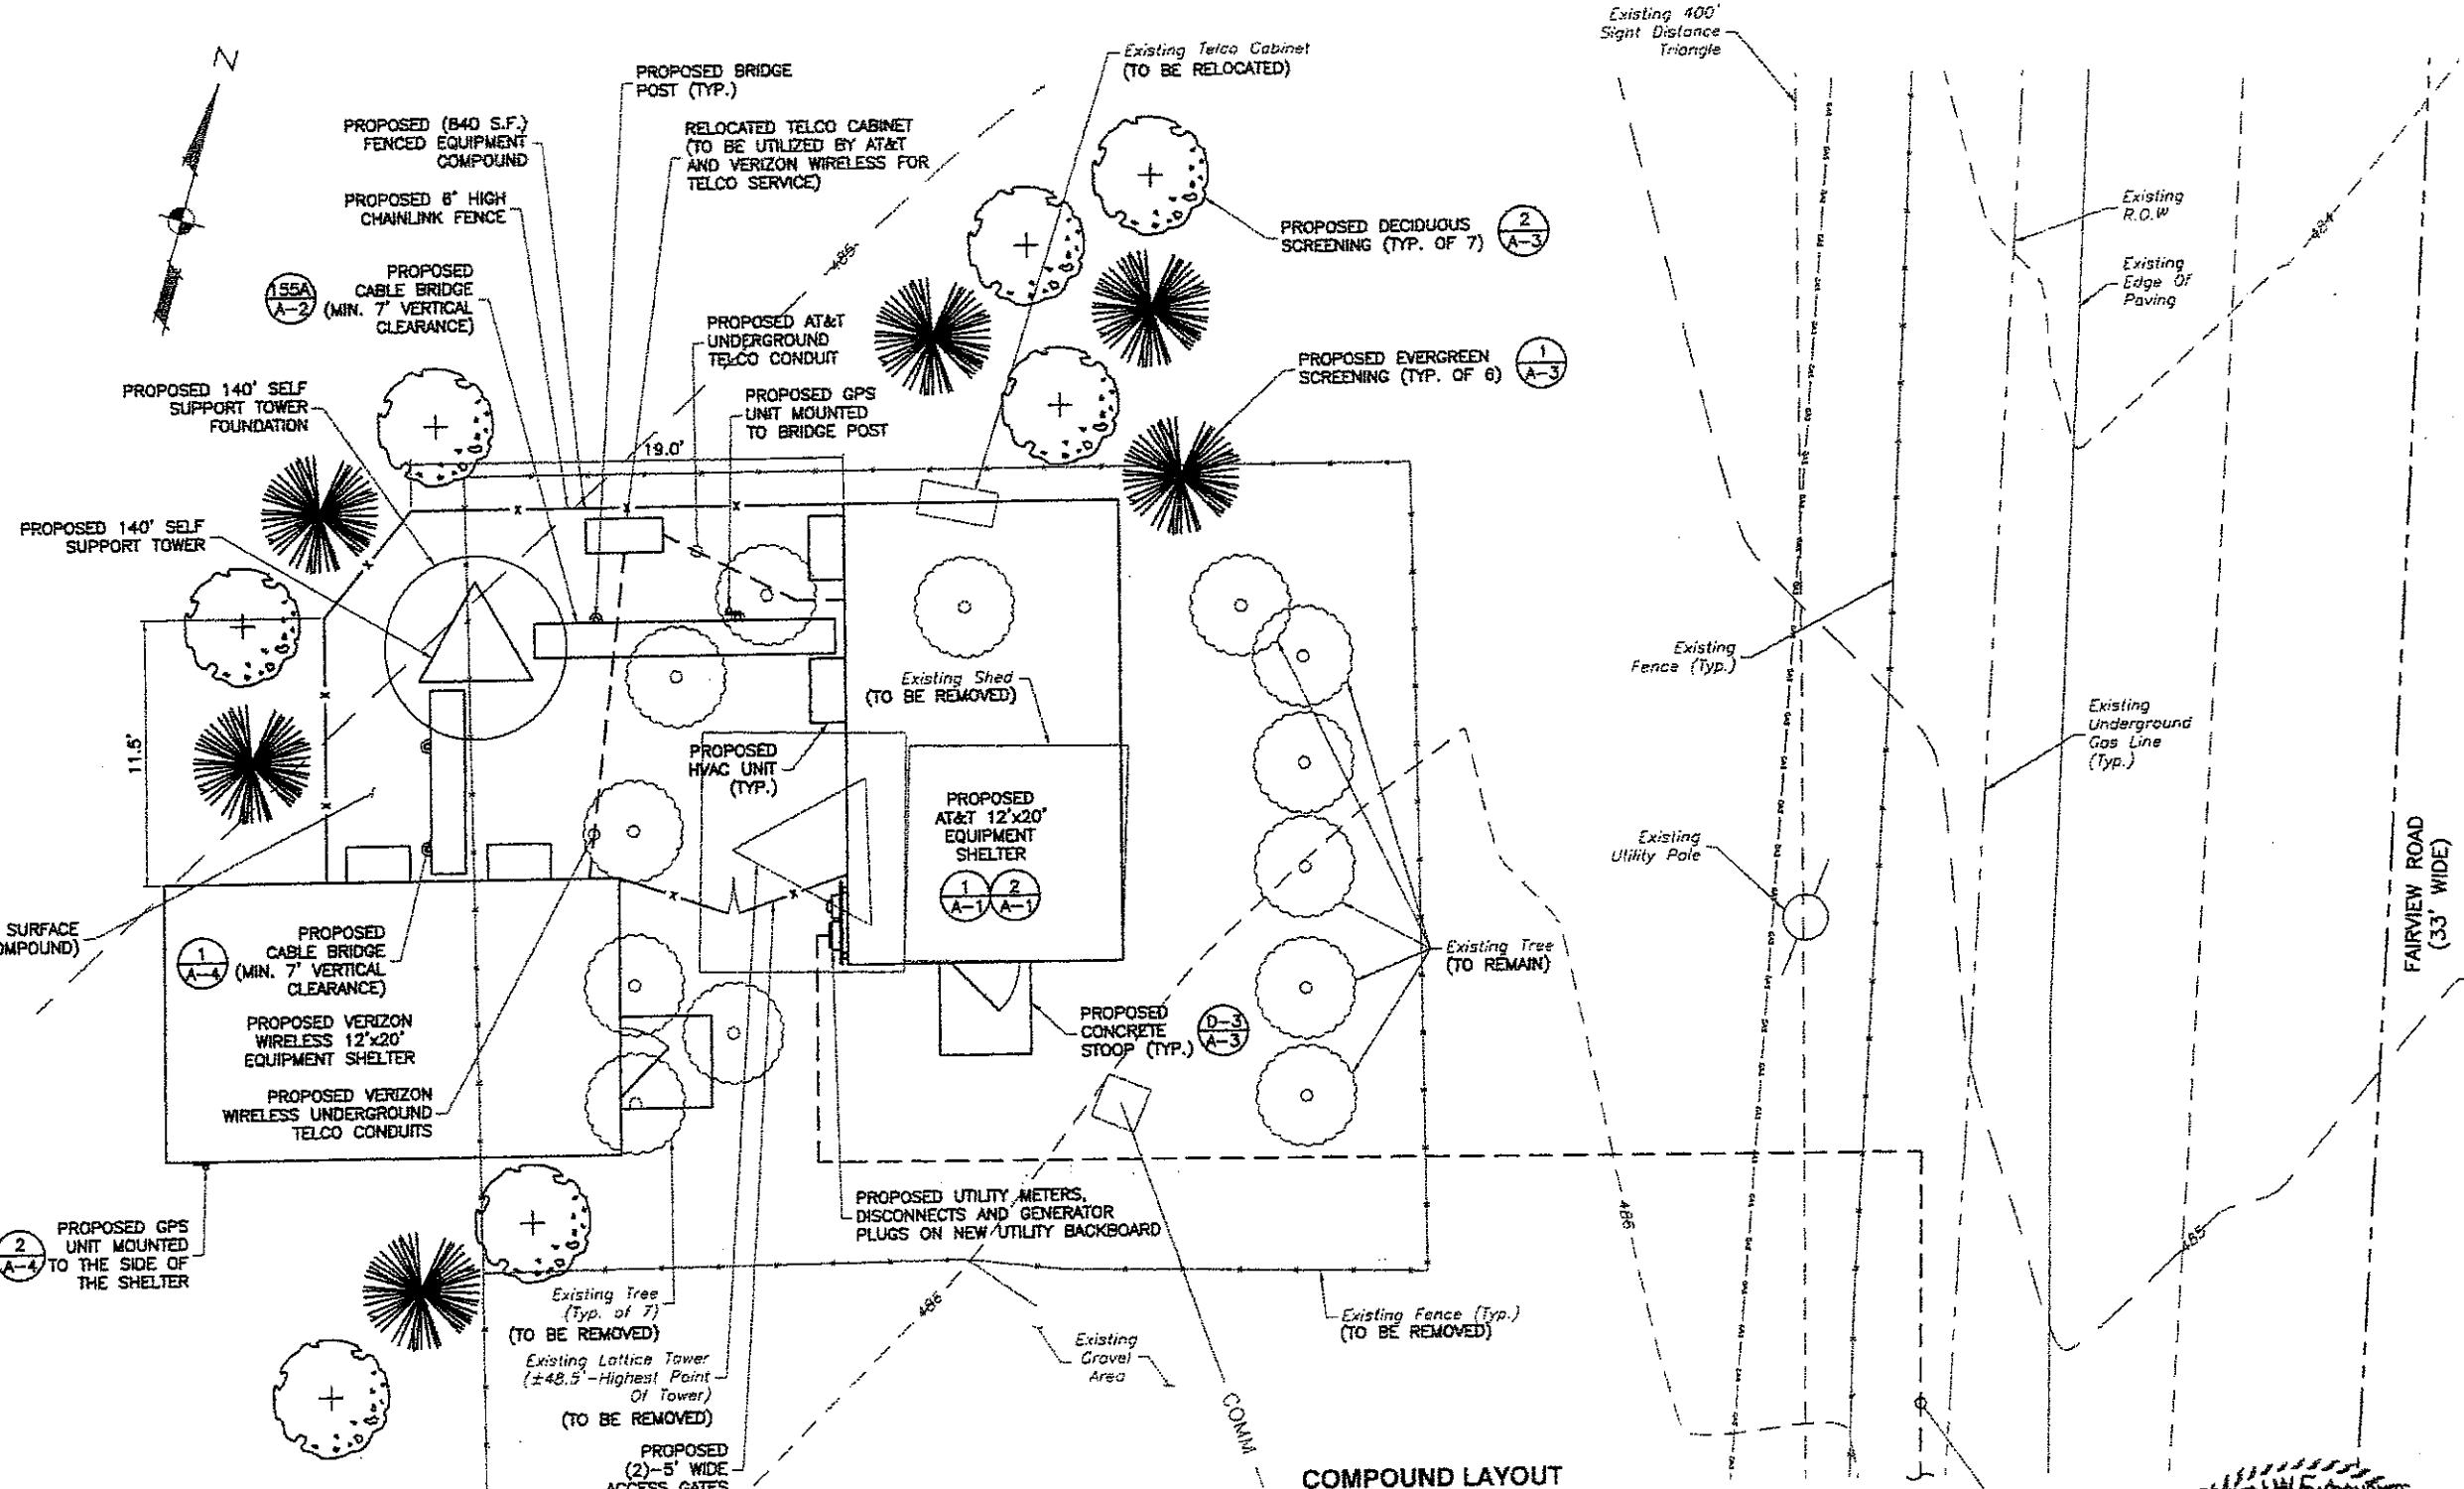 N
PROPOSED BRIDGE
POST (TYP.)
Existing Telco Cabinet
(TO BE RELOCATED)
Existing 400'
Sight Distance
Triangle
PROPOSED (840 S.F.)
FENCED EQUIPMENT
COMPOUND
RELOCATED TELCO CABINET
(TO BE UTILIZED BY AT&T
AND VERIZON WIRELESS FOR
TELCO SERVICE)
PROPOSED 6' HIGH
CHAINLINK FENCE
155A
A-2
PROPOSED
CABLE BRIDGE
(MIN. 7' VERTICAL
CLEARANCE)
485
PROPOSED DECIDUOUS
SCREENING (TYP. OF 7)
2
A-3
Existing
R.O.W
484
Existing
Edge Of
Paving
PROPOSED AT&T
UNDERGROUND
TELCO CONDUIT
PROPOSED EVERGREEN
SCREENING (TYP. OF 6)
1
A-3
PROPOSED 140' SELF
SUPPORT TOWER
FOUNDATION
PROPOSED GPS
UNIT MOUNTED
TO BRIDGE POST
19.0'
PROPOSED 140' SELF
SUPPORT TOWER
Existing
Fence (Typ.)
Existing Shed
(TO BE REMOVED)
Existing
Underground
Gas Line
(Typ.)
11.5'
PROPOSED
HVAC UNIT
(TYP.)
PROPOSED
AT&T 12'x20'
EQUIPMENT
SHELTER
1
A-1
2
A-1
Existing
Utility Pole
FAIRVIEW ROAD
(33' WIDE)
SURFACE
OMPOUND)
1
A-4
PROPOSED
CABLE BRIDGE
(MIN. 7' VERTICAL
CLEARANCE)
Existing Tree
(TO REMAIN)
PROPOSED
CONCRETE
STOOP (TYP.)
D-3
A-3
PROPOSED VERIZON
WIRELESS 12'x20'
EQUIPMENT SHELTER
PROPOSED VERIZON
WIRELESS UNDERGROUND
TELCO CONDUITS
PROPOSED UTILITY METERS,
DISCONNECTS AND GENERATOR
PLUGS ON NEW UTILITY BACKBOARD
486
485
2
A-4
PROPOSED GPS
UNIT MOUNTED
TO THE SIDE OF
THE SHELTER
Existing Tree
(Typ. of 7)
(TO BE REMOVED)
486
Existing Fence (Typ.)
(TO BE REMOVED)
Existing
Gravel
Area
Existing Lattice Tower
(±48.5'-Highest Point
Of Tower)
(TO BE REMOVED)
COMM
PROPOSED
(2)-5' WIDE
ACCESS GATES
COMPOUND LAYOUT